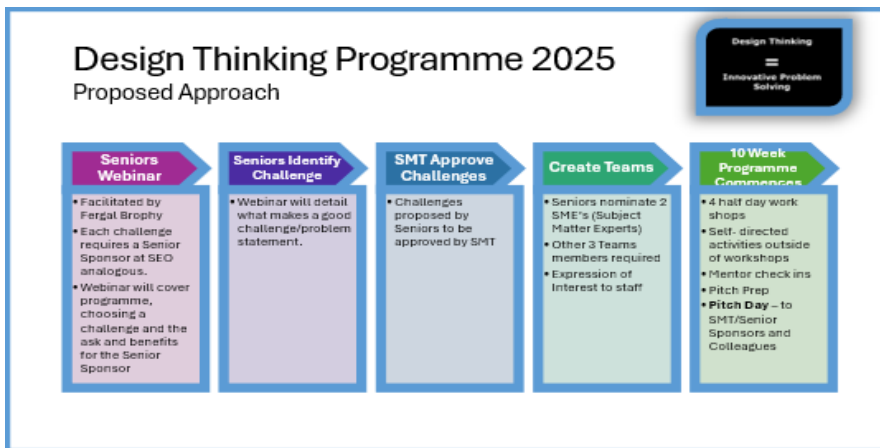 Design Thinking Programme 2025
Proposed Approach
Design Thinking
=
Innovative Problem
Solving
Seniors
Webinar
• Facilitated by
Fergal Brophy
• Each challenge
requires a Senior
Sponsor at SEO
analogous.
• Webinar will cover
programme,
choosing a
challenge and the
ask and benefits
for the Senior
Sponsor
Seniors Identify
Challenge
• Webinar will detail
what makes a good
challenge/problem
statement.
SMT Approve
Challenges
• Challenges
proposed by
Seniors to be
approved by SMT
Create Teams
• Seniors nominate 2
SME's (Subject
Matter Experts)
• Other 3 Teams
members required
• Expression of
Interest to staff
10 Week
Programme
Commences
• 4 half day work
shops
• Self- directed
activities outside
of workshops
• Mentor check ins
• Pitch Prep
• Pitch Day – to
SMT/Senior
Sponsors and
Colleagues